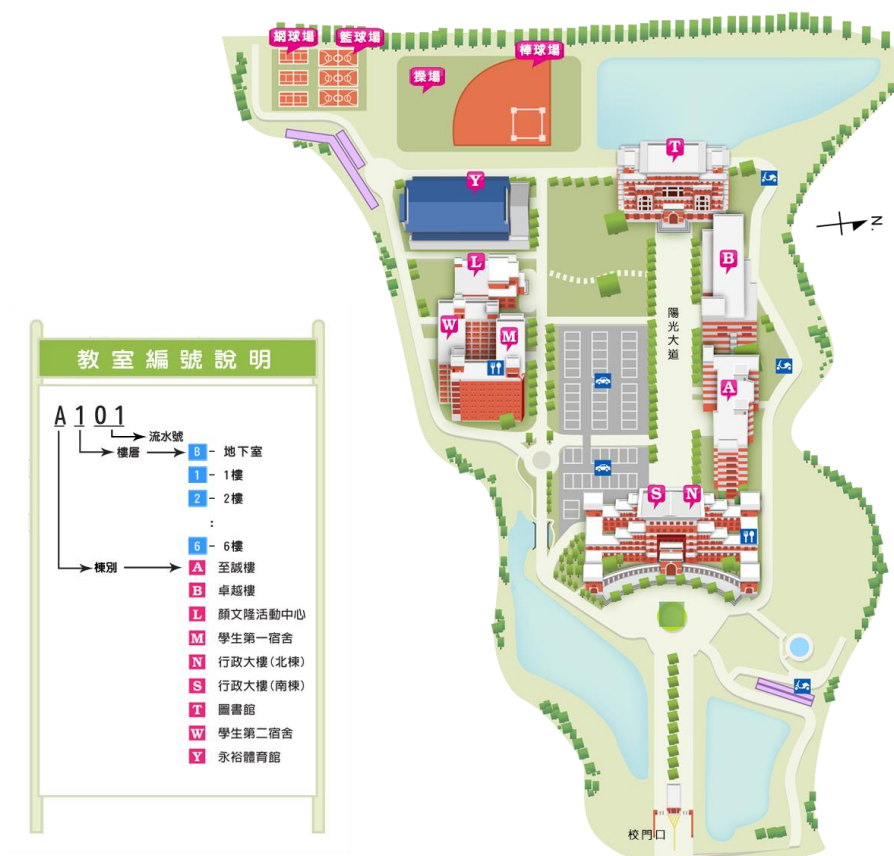 網球場
籃球場
操場
棒球場
T
Y
B
L
W
M
A
S
N
N
陽光大道
校門口
教室編號說明
A101
流水號
樓層
B - 地下室
1 - 1樓
2 - 2樓
:
6 - 6樓
棟別
A 至誠樓
B 卓越樓
L 顏文隆活動中心
M 學生第一宿舍
N 行政大樓(北棟)
S 行政大樓(南棟)
T 圖書館
W 學生第二宿舍
Y 永裕體育館